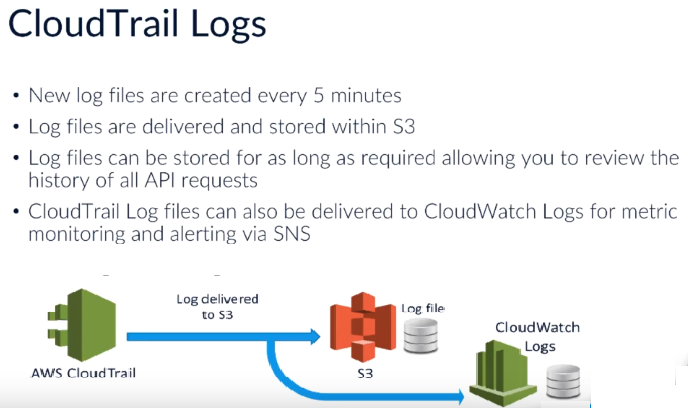 CloudTrail Logs
• New log files are created every 5 minutes
• Log files are delivered and stored within S3
• Log files can be stored for as long as required allowing you to review the
history of all API requests
• CloudTrail Log files can also be delivered to CloudWatch Logs for metric
monitoring and alerting via SNS
Log delivered
to S3
Log file
CloudWatch
Logs
AWS CloudTrail
S3